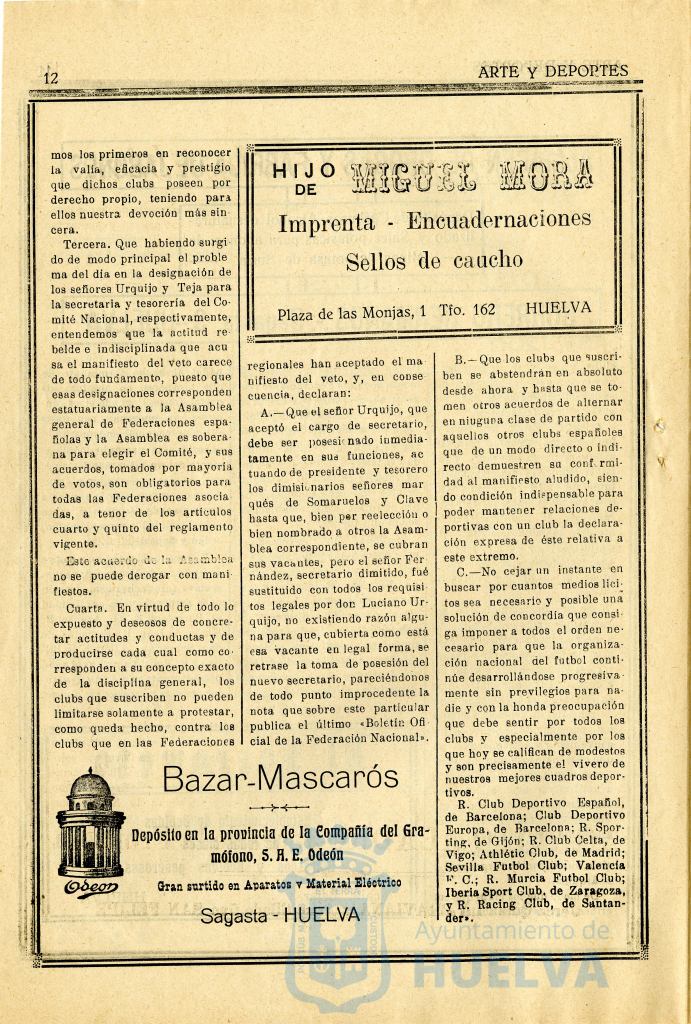 12
ARTE Y DEPORTES
mos los primeros en reconocer
la valía, eficacia y prestigio
que dichos clubs poseen por
derecho propio, teniendo para
ellos nuestra devoción más sin-
cera.
Tercera. Que habiendo surgi-
do de modo principal el proble
ma del día en la designación de
los señores Urquijo y Teja para
la secretaria y tesorería del Co-
mité Nacional, respectivamente,
entendemos que la actitud re-
belde e indisciplinada que acu
sa el manifiesto del veto carece
de todo fundamento, puesto que
esas designaciones corresponden
estatuariamente a la Asamblea
general de Federaciones espa-
ñolas y la Asamblea es sobera-
na para elegir el Comité, y sus
acuerdos, tomados por mayoría
de votos, son obligatorios para
todas las Federaciones asocia-
das, a tenor de los artículos
cuarto y quinto del reglamento
vigente.
Este acuerdo de la Asamblea
no se puede derogar con mani-
fiestos.
Cuarta. En virtud de todo lo
expuesto y deseosos de concre-
tar actitudes y conductas y de
producirse cada cual como co-
rresponden a su concepto exacto
de la disciplina general, los
clubs que suscriben no pueden
limitarse solamente a protestar,
como queda hecho, contra los
clubs que en las Federaciones
HIJO DE MIGUEL MORA
Imprenta - Encuadernaciones
Sellos de caucho
Plaza de las Monjas, 1 Tfo. 162 HUELVA
regionales han aceptado el ma
nifiesto del veto, y, en conse
cuencia, declaran:
A.—Que el señor Urquijo, que
aceptó el cargo de secretario,
debe ser posesi nado inmedia-
tamente en sus funciones, ac
tuando de presidente y tesorero
los dimisionarios señores mar
qués de Somaruelos y Clave
hasta que, bien por reelección o
bien nombrado a otros la Asam-
blea correspondiente, se cubran
sus vacantes, pero el señor Fer
nández, secretario dimitido, fué
sustituido con todos los requisi
tos legales por don Luciano Ur-
quijo, no existiendo razón algu-
na para que, cubierta como está
esa vacante en legal forma, se
retrase la toma de posesión del
nuevo secretario, pareciéndonos
de todo punto improcedente la
nota que sobre este particular
publica el último «Boletín Ofi
cial de la Federación Nacional».
B.—Que los clubs que suscri-
ben se abstendrán en absoluto
desde ahora y hasta que se to-
men otros acuerdos de alternar
en niuguna clase de partido con
aquellos otros clubs españoles
que de un modo directo o indi-
recto demuestren su conf rmi-
dad al manifiesto aludido, sien-
do condición indispensable para
poder mantener relaciones de-
portivas con un club la declara
ción expresa de éste relativa a
este extremo.
C.—No cejar un instante en
buscar por cuantos medios líci-
tos sea necesario y posible una
solución de concordia que consi-
ga imponer a todos el orden ne-
cesario para que la organiza-
ción nacional del futbol conti-
núe desarrollándose progresiva-
mente sin previlegios para na-
die y con la honda preocupación
que debe sentir por todos los
clubs y especialmente por los
que hoy se califican de modestos
y son precisamente el vivero de
nuestros mejores cuadros depor-
tivos.
R. Club Deportivo Español,
de Barcelona; Club Deportivo
Europa, de Barcelona; R. Spor-
ting, de Gijón; R. Club Celta, de
Vigo; Athlétic Club, de Madrid;
Sevilla Futbol Club; Valencia
F. C.; R. Murcia Futbol Club;
Iberia Sport Club, de Zaragoza,
y R. Racing Club, de Santan-
der».
Bazar-Mascarós
Depósito en la provincia de la Compañía del Gra-
mófono, S. A. E. Odeón
Gran surtido en Aparatos y Material Eléctrico
Sagasta - HUELVA
Odeon
Ayuntamiento de
HUELVA